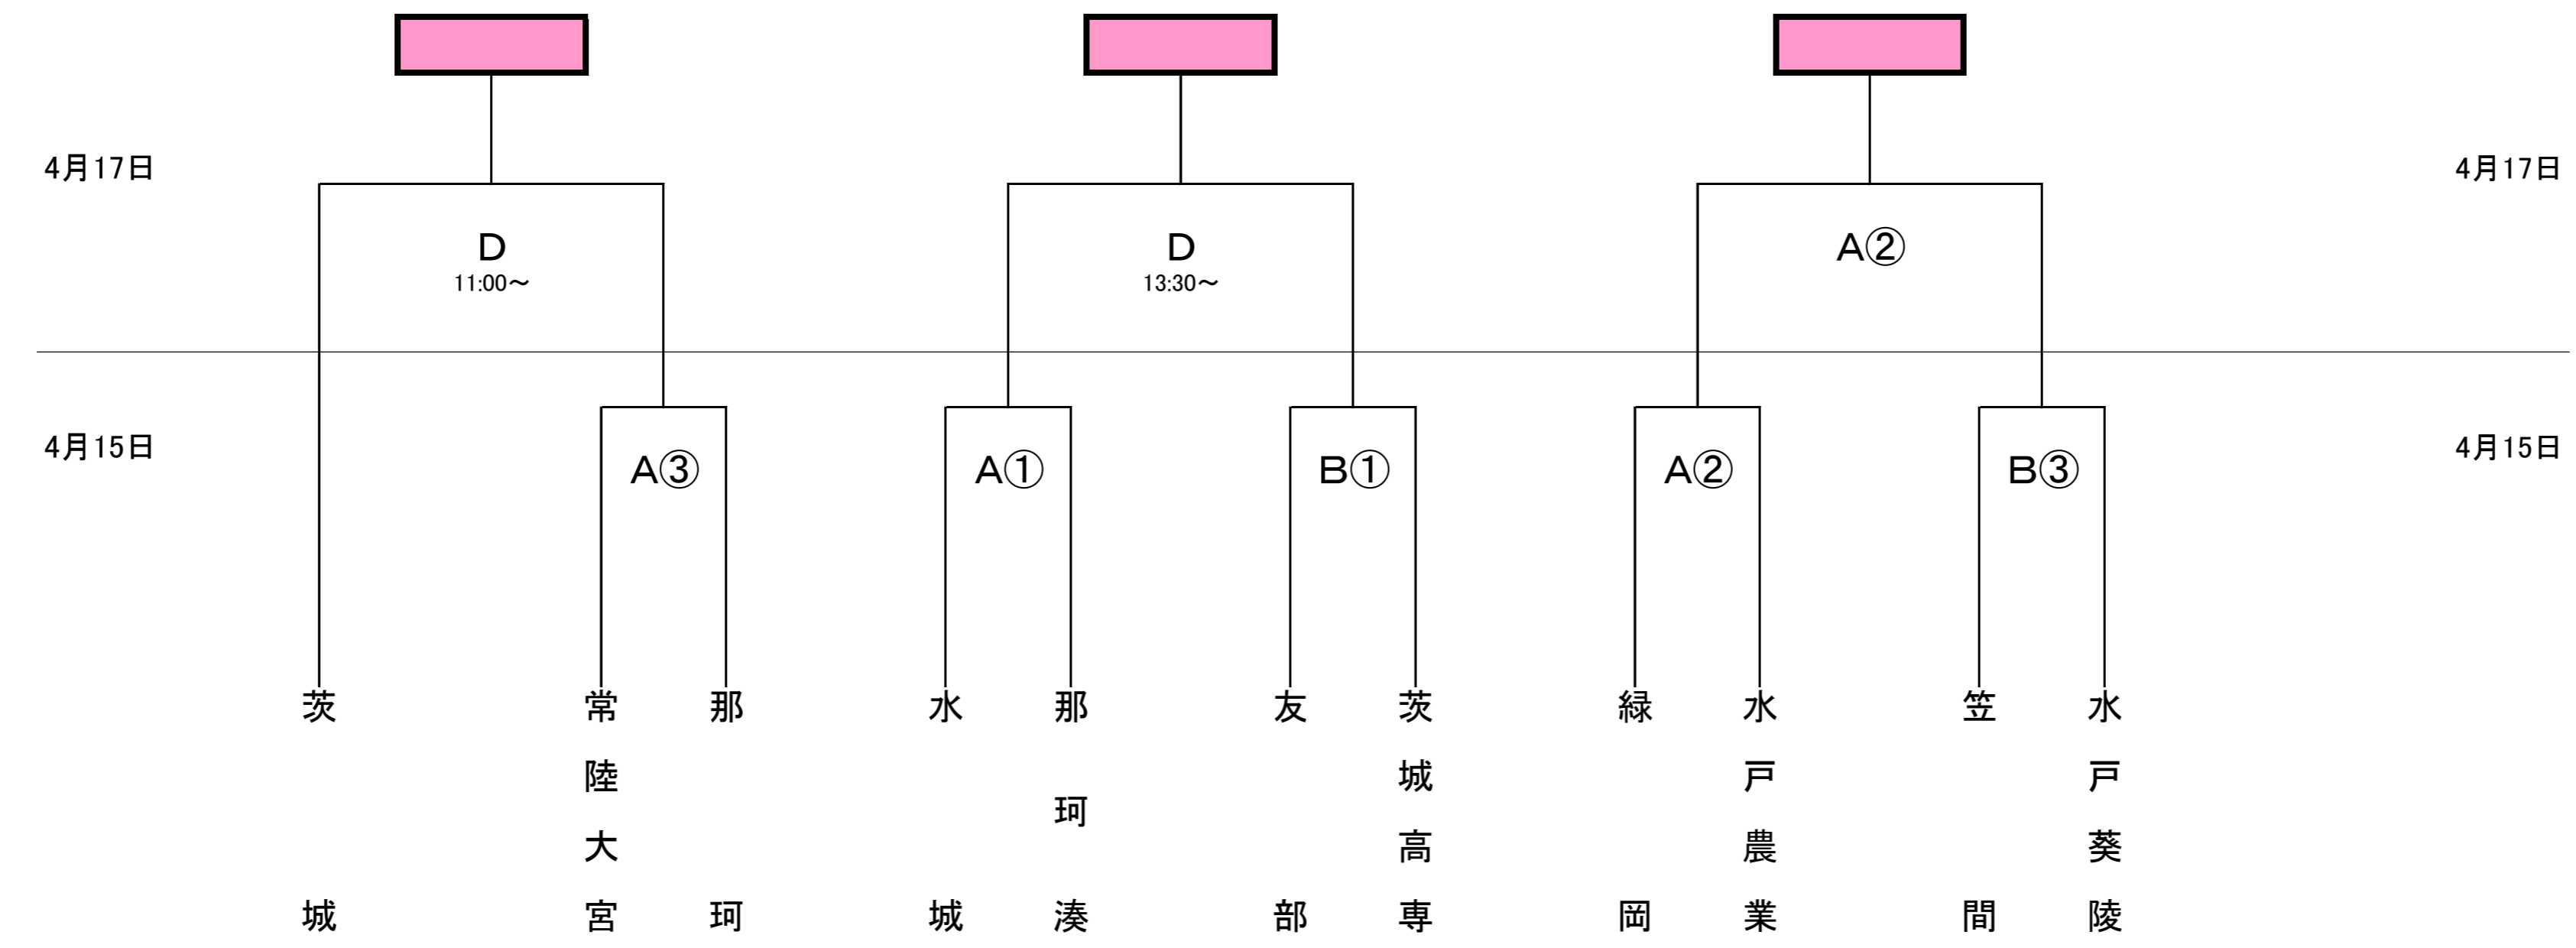 4月17日
4月17日
D
11:00～
D
13:30～
A②
4月15日
4月15日
A③
A①
B①
A②
B③
茨城
常陸大宮
那珂
水城
那珂湊
友部
茨城高専
緑岡
水戸農業
笠間
水戸葵陵